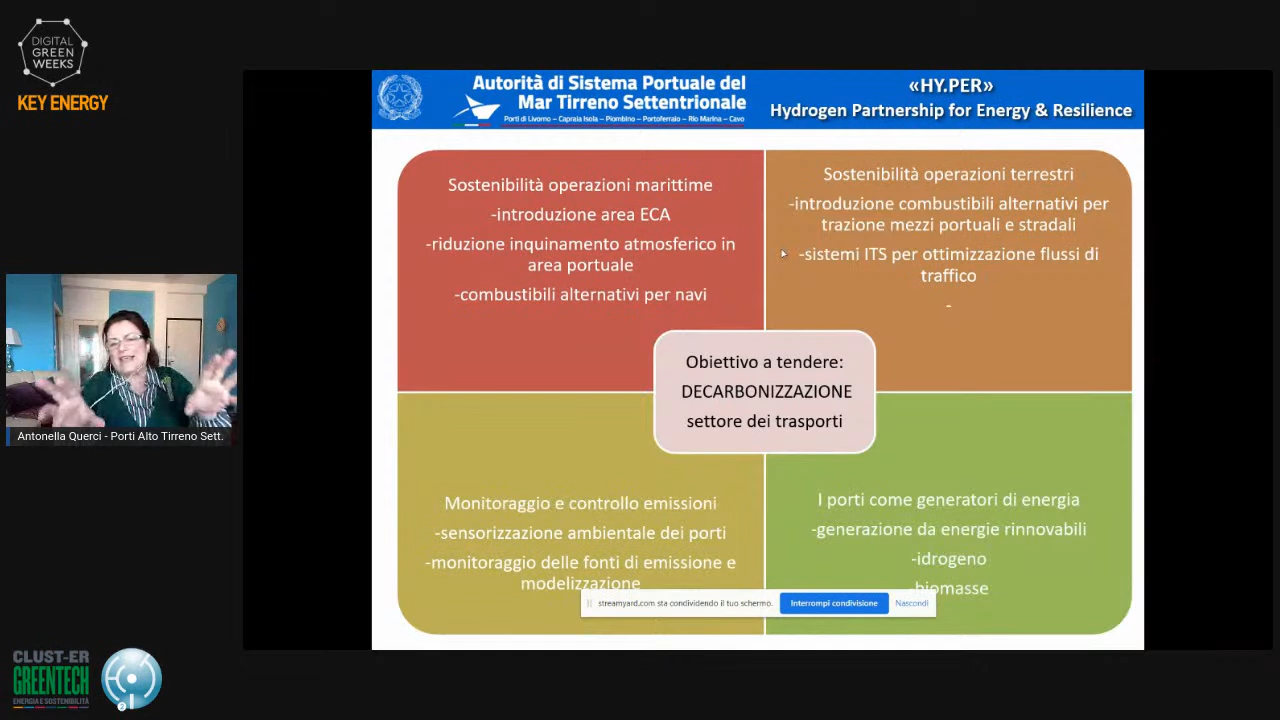 DIGITAL
GREEN
WEEKS
KEY ENERGY
Autorità di Sistema Portuale del
Mar Tirreno Settentrionale
Porti di Livorno – Capraia Isola – Piombino – Portoferraio – Rio Marina – Cavo
«HY.PER»
Hydrogen Partnership for Energy & Resilience
Sostenibilità operazioni marittime
-introduzione area ECA
-riduzione inquinamento atmosferico in
area portuale
-combustibili alternativi per navi
Sostenibilità operazioni terrestri
-introduzione combustibili alternativi per
trazione mezzi portuali e stradali
-sistemi ITS per ottimizzazione flussi di
traffico
-
Obiettivo a tendere:
DECARBONIZZAZIONE
settore dei trasporti
Monitoraggio e controllo emissioni
-sensorizzazione ambientale dei porti
-monitoraggio delle fonti di emissione e
modelizzazione
I porti come generatori di energia
-generazione da energie rinnovabili
-idrogeno
-biomasse
streamyard.com sta condividendo il tuo schermo.
Interrompi condivisione
Nascondi
Antonella Querci - Porti Alto Tirreno Sett.
CLUST-ER
GREENTECH
ENERGIA E SOSTENIBILITÀ
2